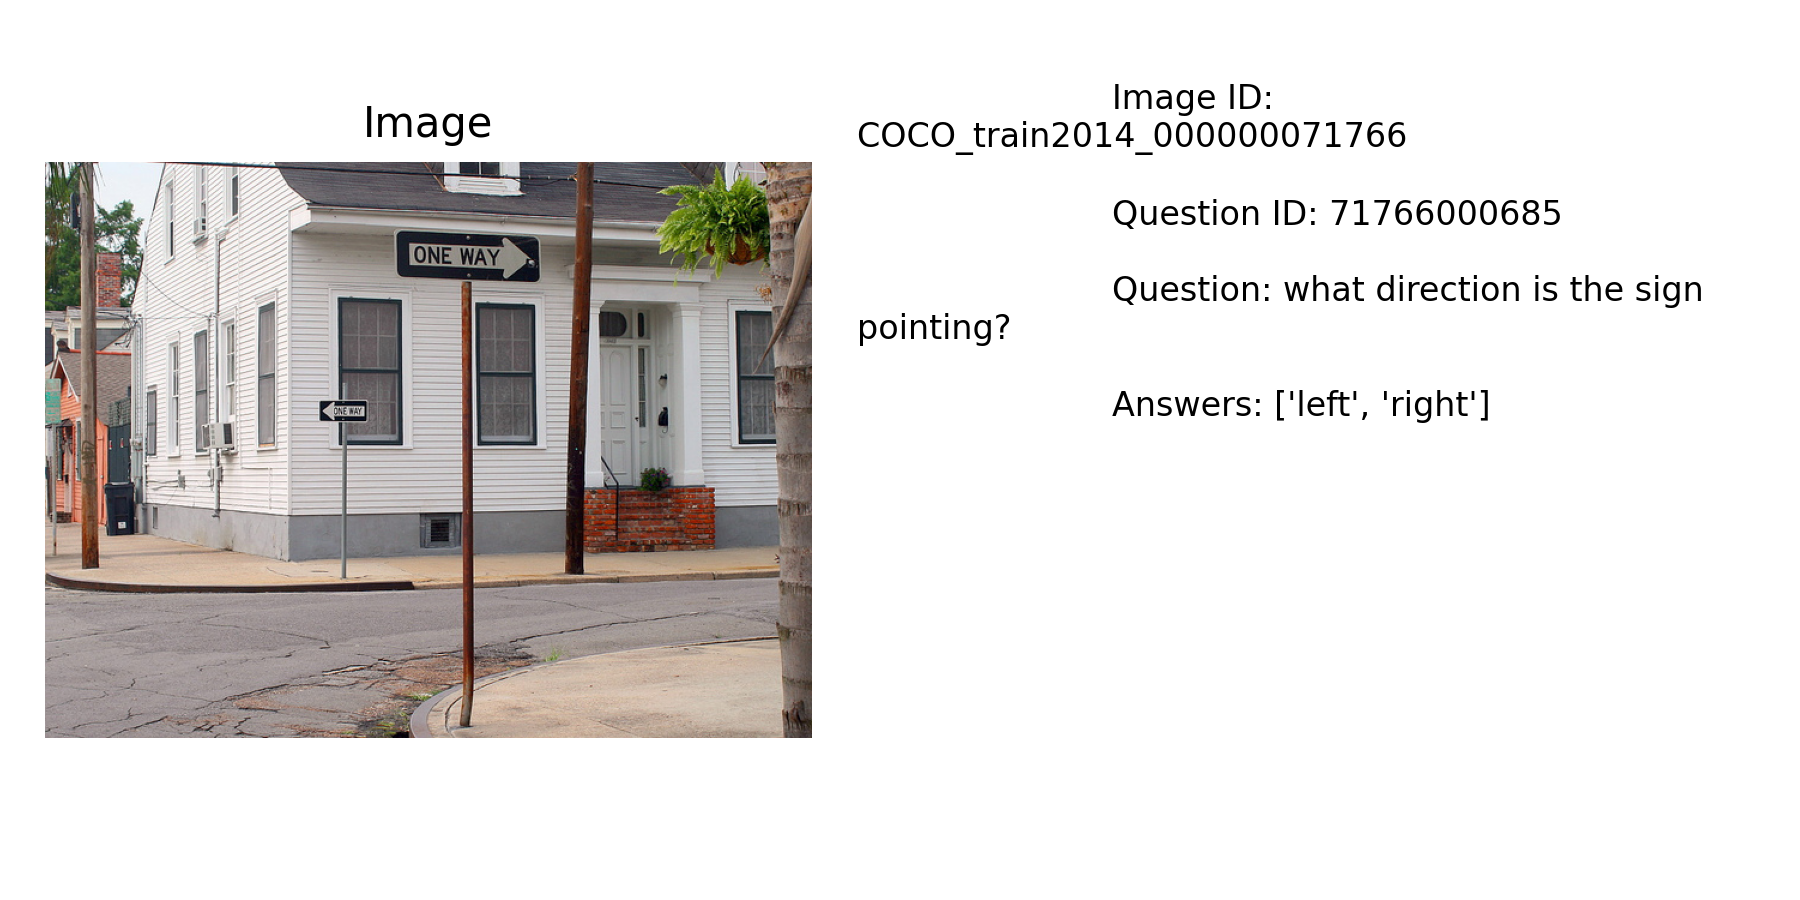 Image
ONE WAY
ONE WAY
Image ID:
COCO_train2014_000000071766
Question ID: 71766000685
Question: what direction is the sign
pointing?
Answers: ['left', 'right']